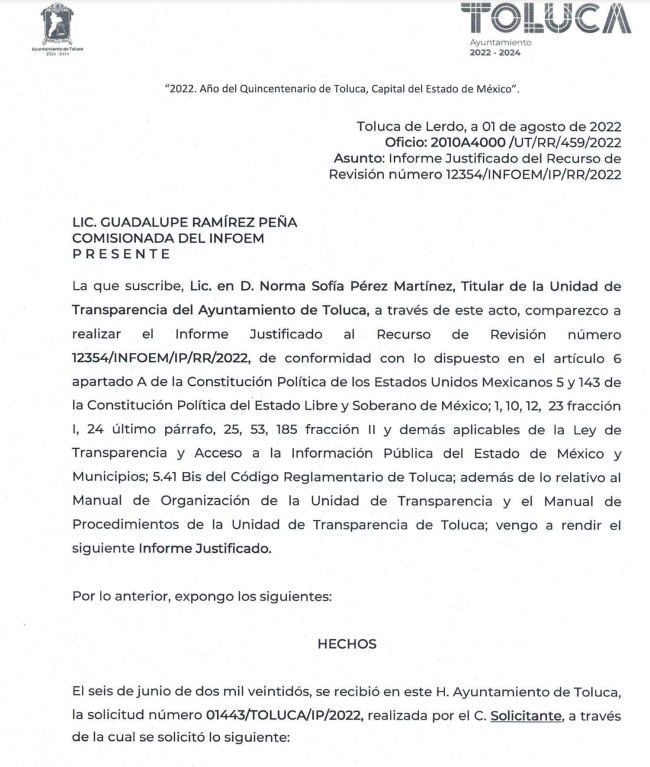 TOLUCA
Ayuntamiento de Toluca
Ayuntamiento
2022 - 2024
“2022. Año del Quincentenario de Toluca, Capital del Estado de México”.
Toluca de Lerdo, a 01 de agosto de 2022
Oficio: 2010A4000 /UT/RR/459/2022
Asunto: Informe Justificado del Recurso de
Revisión número 12354/INFOEM/IP/RR/2022
LIC. GUADALUPE RAMÍREZ PEÑA
COMISIONADA DEL INFOEM
P R E S E N T E
La que suscribe, Lic. en D. Norma Sofía Pérez Martínez, Titular de la Unidad de
Transparencia del Ayuntamiento de Toluca, a través de este acto, comparezco a
realizar el Informe Justificado al Recurso de Revisión número
12354/INFOEM/IP/RR/2022, de conformidad con lo dispuesto en el artículo 6
apartado A de la Constitución Política de los Estados Unidos Mexicanos 5 y 143 de
la Constitución Política del Estado Libre y Soberano de México; 1, 10, 12, 23 fracción
I, 24 último párrafo, 25, 53, 185 fracción II y demás aplicables de la Ley de
Transparencia y Acceso a la Información Pública del Estado de México y
Municipios; 5.41 Bis del Código Reglamentario de Toluca; además de lo relativo al
Manual de Organización de la Unidad de Transparencia y el Manual de
Procedimientos de la Unidad de Transparencia de Toluca; vengo a rendir el
siguiente Informe Justificado.
Por lo anterior, expongo los siguientes:
HECHOS
El seis de junio de dos mil veintidós, se recibió en este H. Ayuntamiento de Toluca,
la solicitud número 01443/TOLUCA/IP/2022, realizada por el C. Solicitante, a través
de la cual se solicitó lo siguiente: